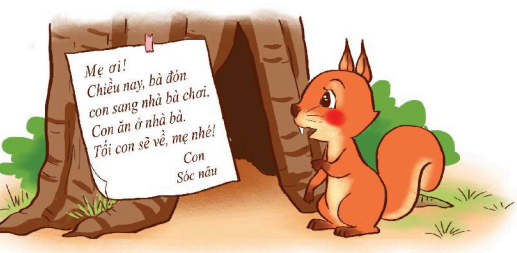 Mẹ ơi!
Chiều nay, bà đón
con sang nhà bà chơi.
Con ăn ở nhà bà.
Tối con sẽ về, mẹ nhé!
Con
Sóc nâu